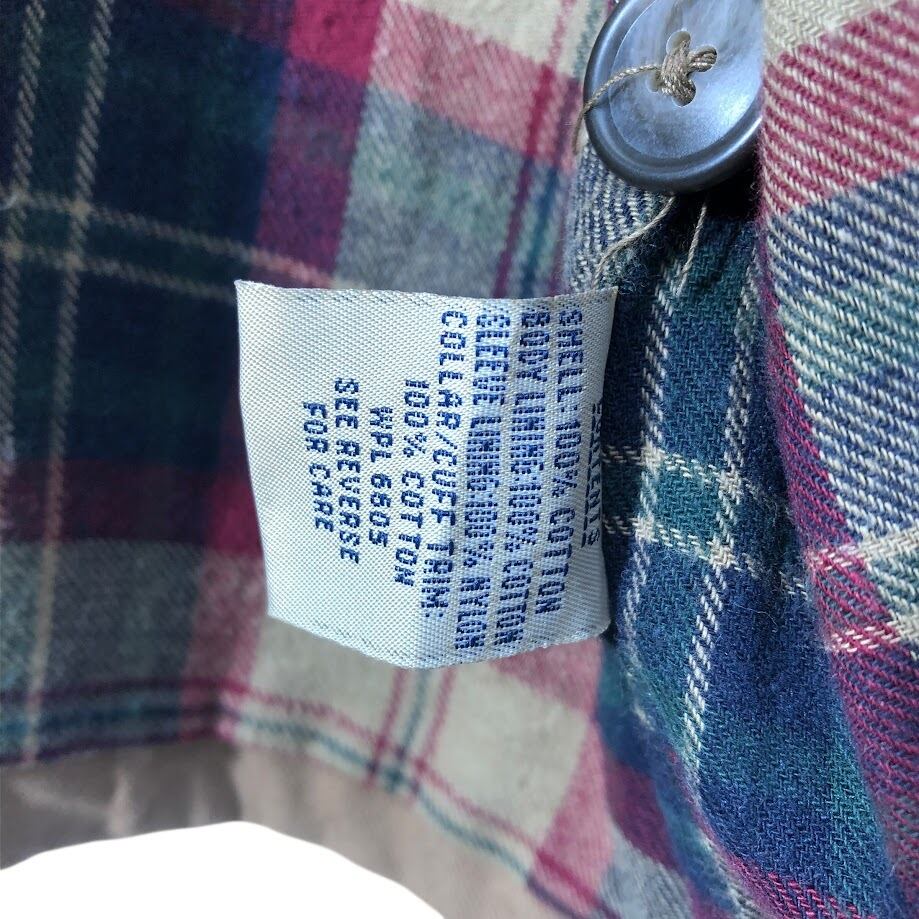 SHELL 100% COTTON
BODY LINING 100% COTTON
SLEEVE LINING 100% NYLON
COLLAR/CUFF TRIM:
100% COTTON
WPL 6505
SEE REVERSE
FOR CARE